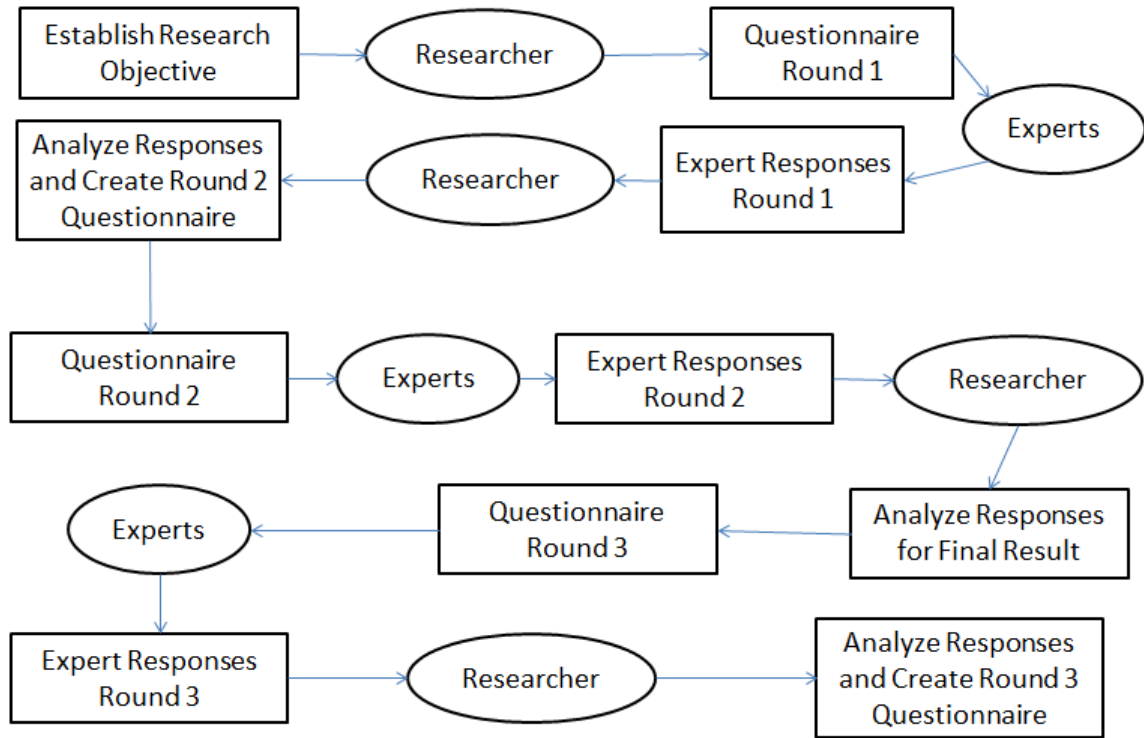 Establish Research
Objective
Researcher
Questionnaire
Round 1
Experts
Expert Responses
Round 1
Researcher
Analyze Responses
and Create Round 2
Questionnaire
Questionnaire
Round 2
Experts
Expert Responses
Round 2
Researcher
Analyze Responses
for Final Result
Questionnaire
Round 3
Experts
Expert Responses
Round 3
Researcher
Analyze Responses
and Create Round 3
Questionnaire